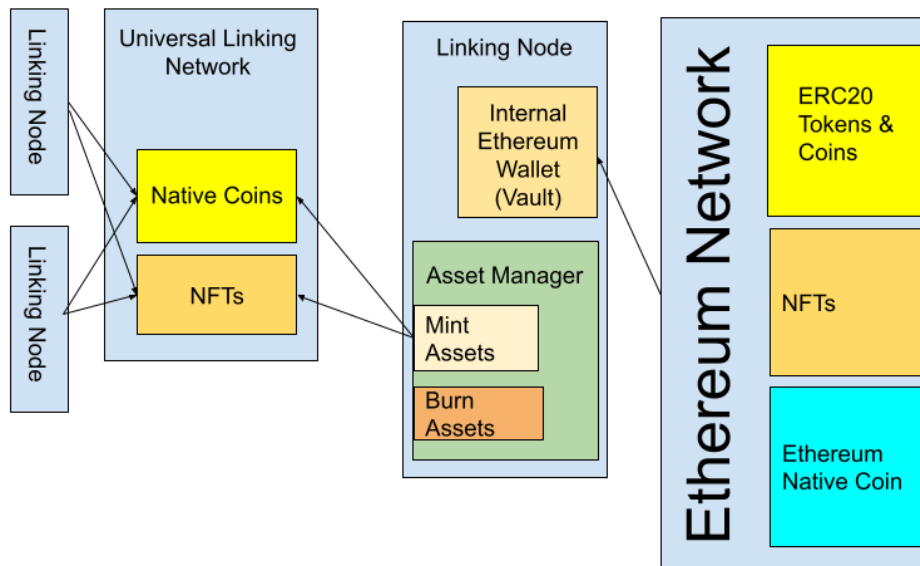 Linking Node
Linking Node
Universal Linking
Network
Native Coins
NFTs
Linking Node
Internal
Ethereum
Wallet
(Vault)
Asset Manager
Mint
Assets
Burn
Assets
Ethereum Network
ERC20
Tokens &
Coins
NFTs
Ethereum
Native Coin